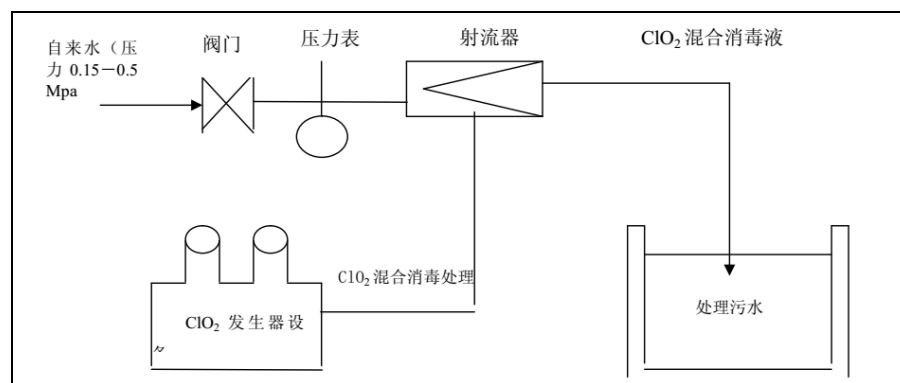 自来水（压
力 0.15－0.5
Mpa
阀门
压力表
射流器
ClO₂ 混合消毒液
ClO₂ 混合消毒处理
ClO₂ 发生器设
处理污水